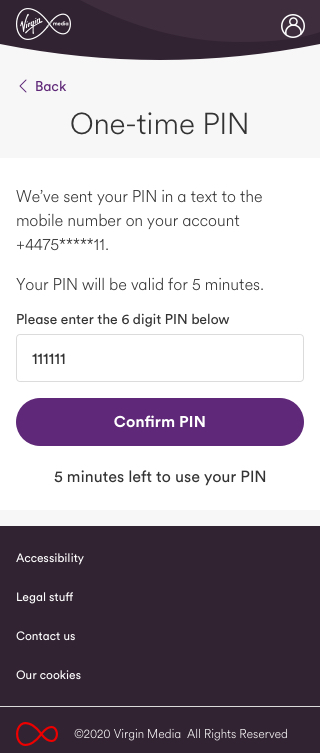 Virgin media
Back
One-time PIN
We’ve sent your PIN in a text to the
mobile number on your account
+4475*****11.
Your PIN will be valid for 5 minutes.
Please enter the 6 digit PIN below
111111
Confirm PIN
5 minutes left to use your PIN
Accessibility
Legal stuff
Contact us
Our cookies
©2020 Virgin Media All Rights Reserved